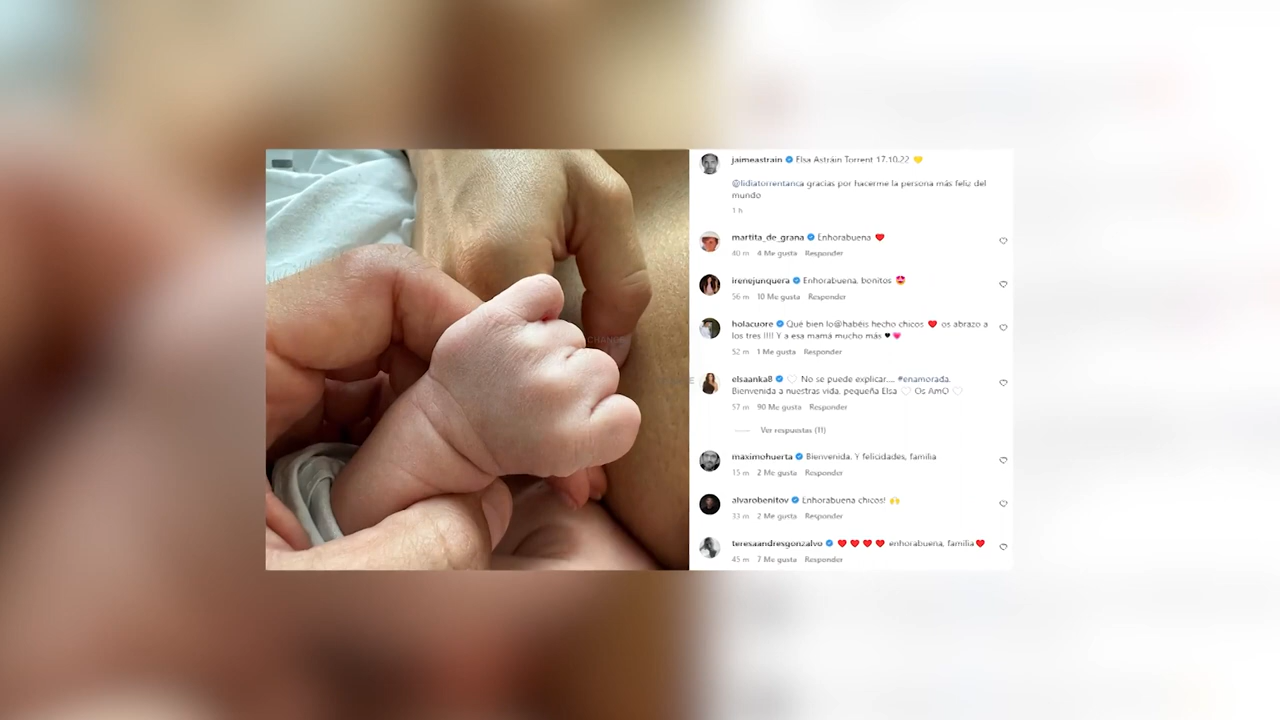 jaimeastrain Elsa Astráin Torrent 17.10.22 💛
@lidiatorrentanca gracias por hacerme la persona más feliz del
mundo
1 h
martita_de_grana Enhorabuena ❤️
40 m 4 Me gusta Responder
irenejunquera Enhorabuena, bonitos 😍
56 m 10 Me gusta Responder
holacuore Qué bien lo@habéis hecho chicos ❤️ os abrazo a
los tres !!!! Y a esa mamá mucho más 🖤💗
52 m 1 Me gusta Responder
elsaanka8 🤍 No se puede explicar.... #enamorada.
Bienvenida a nuestras vida, pequeña Elsa 🤍 Os AmO 🤍
57 m 90 Me gusta Responder
Ver respuestas (11)
maximohuerta Bienvenida. Y felicidades, familia
15 m 2 Me gusta Responder
alvarobenitov Enhorabuena chicos! 🙌
33 m 2 Me gusta Responder
teresaandresgonzalvo ❤️ ❤️ ❤️ ❤️ enhorabuena, familia❤️
45 m 7 Me gusta Responder